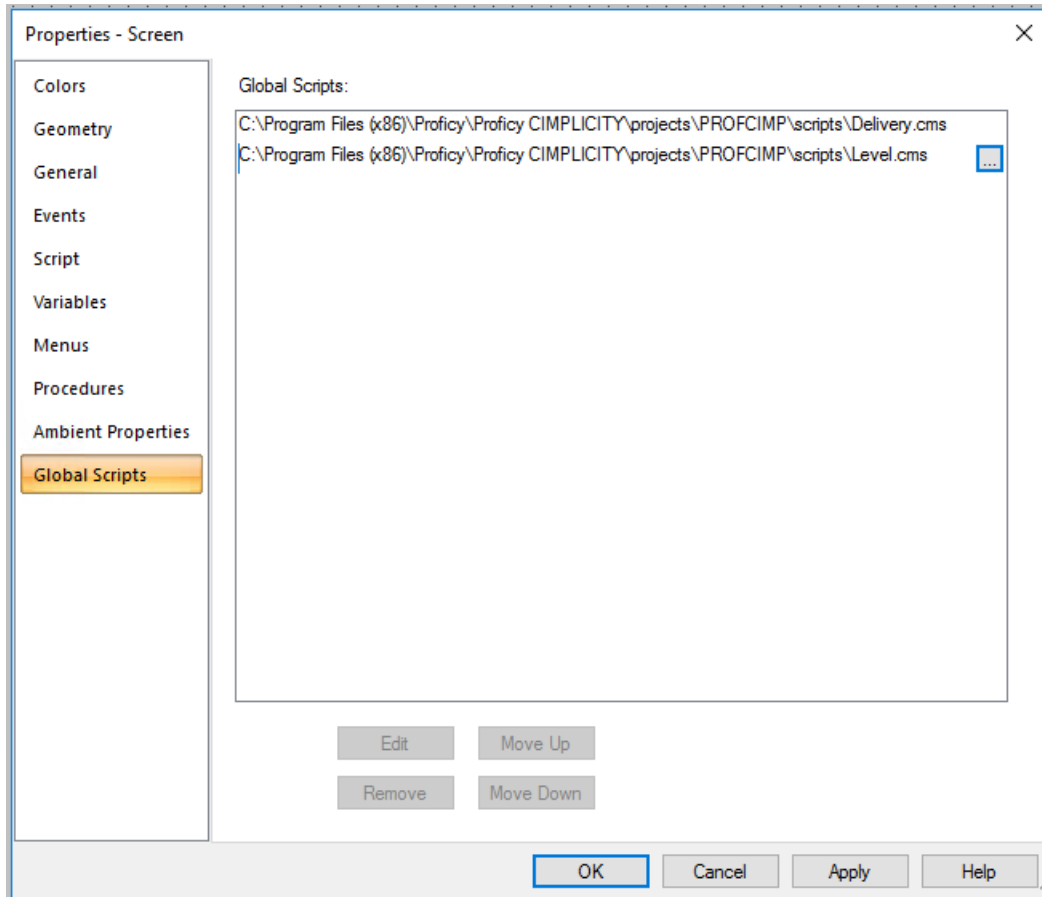 Properties - Screen
Colors
Geometry
General
Events
Script
Variables
Menus
Procedures
Ambient Properties
Global Scripts
Global Scripts:
C:\Program Files (x86)\Proficy\Proficy CIMPLICITY\projects\PROFCIMP\scripts\Delivery.cms
C:\Program Files (x86)\Proficy\Proficy CIMPLICITY\projects\PROFCIMP\scripts\Level.cms
...
Edit
Move Up
Remove
Move Down
OK
Cancel
Apply
Help